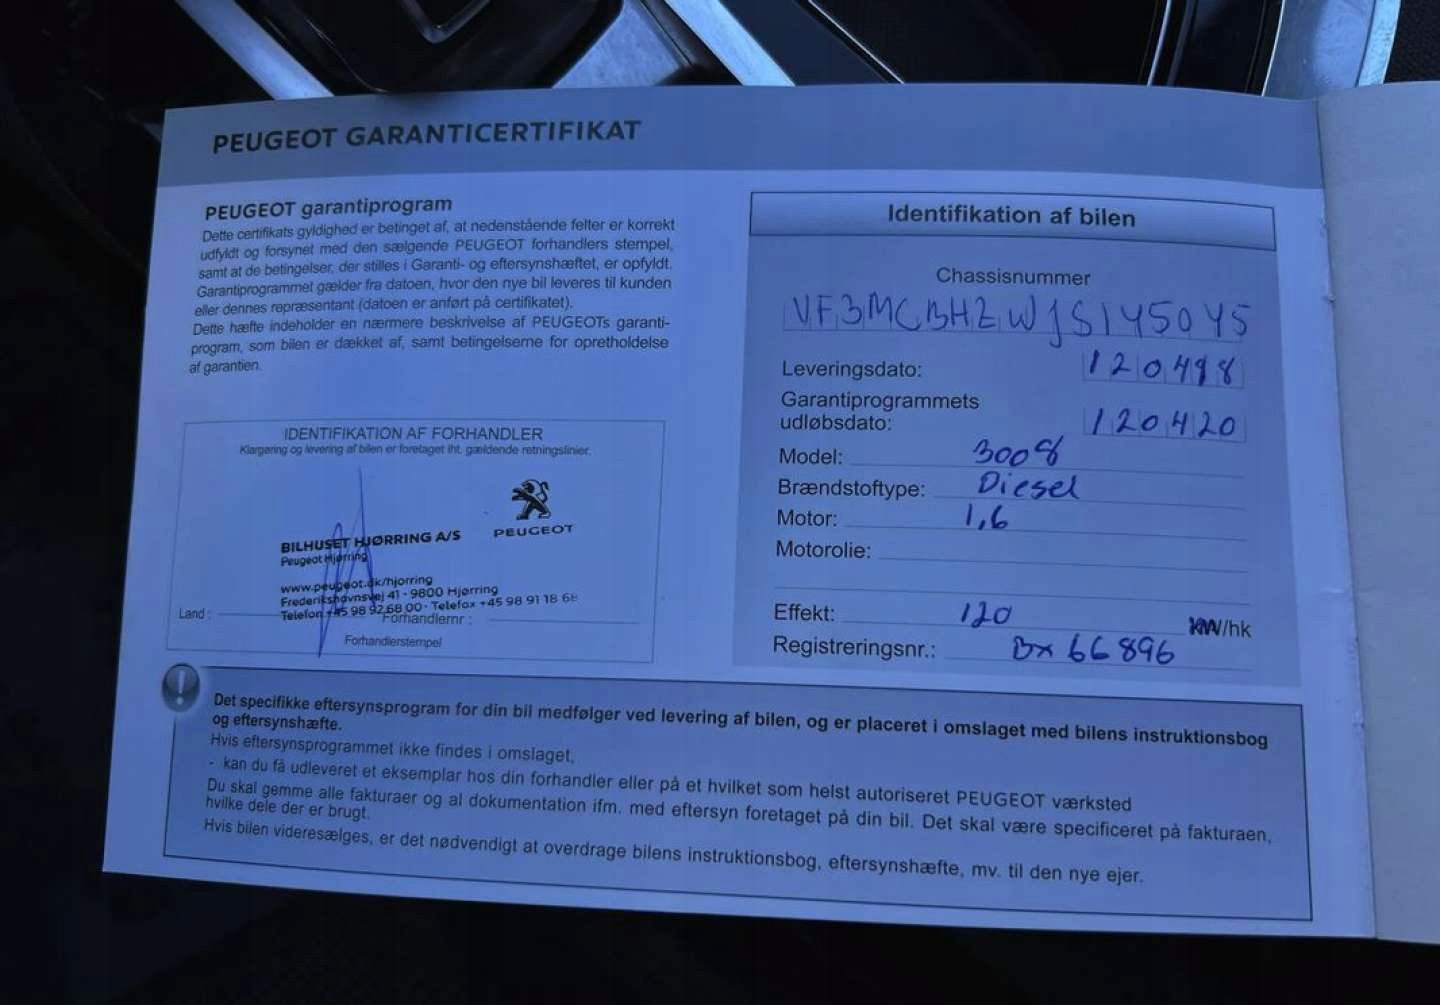 PEUGEOT GARANTICERTIFIKAT
PEUGEOT garantiprogram
Dette certifikats gyldighed er betinget af, at nedenstående felter er korrekt
udfyldt og forsynet med den sælgende PEUGEOT forhandlers stempel,
samt at de betingelser, der stilles i Garanti- og eftersynshæftet, er opfyldt.
Garantiprogrammet gælder fra datoen, hvor den nye bil leveres til kunden
eller dennes repræsentant (datoen er anført på certifikatet).
Dette hæfte indeholder en nærmere beskrivelse af PEUGEOTs garanti-
program, som bilen er dækket af, samt betingelserne for opretholdelse
af garantien.
IDENTIFIKATION AF FORHANDLER
Klargøring og levering af bilen er foretaget iht. gældende retningslinier.
PEUGEOT
BILHUSET HJØRRING A/S
Peugeot Hjørring
www.peugeot.dk/hjorring
Frederikshavnsvej 41 - 9800 Hjørring
Telefon +45 98 92 68 00 - Telefax +45 98 91 18 68
Land :
Forhandlernr :
Forhandlerstempel
Identifikation af bilen
Chassisnummer
VF3MCBHZWJS145045
Leveringsdato: 120418
Garantiprogrammets
udløbsdato: 120420
Model: 3008
Brændstoftype: Diesel
Motor: 1,6
Motorolie:
Effekt: 120 kW/hk
Registreringsnr.: BX 66896
Det specifikke eftersynsprogram for din bil medfølger ved levering af bilen, og er placeret i omslaget med bilens instruktionsbog
og eftersynshæfte.
Hvis eftersynsprogrammet ikke findes i omslaget,
- kan du få udleveret et eksemplar hos din forhandler eller på et hvilket som helst autoriseret PEUGEOT værksted
Du skal gemme alle fakturaer og al dokumentation ifm. med eftersyn foretaget på din bil. Det skal være specificeret på fakturaen,
hvilke dele der er brugt.
Hvis bilen videresælges, er det nødvendigt at overdrage bilens instruktionsbog, eftersynshæfte, mv. til den nye ejer.